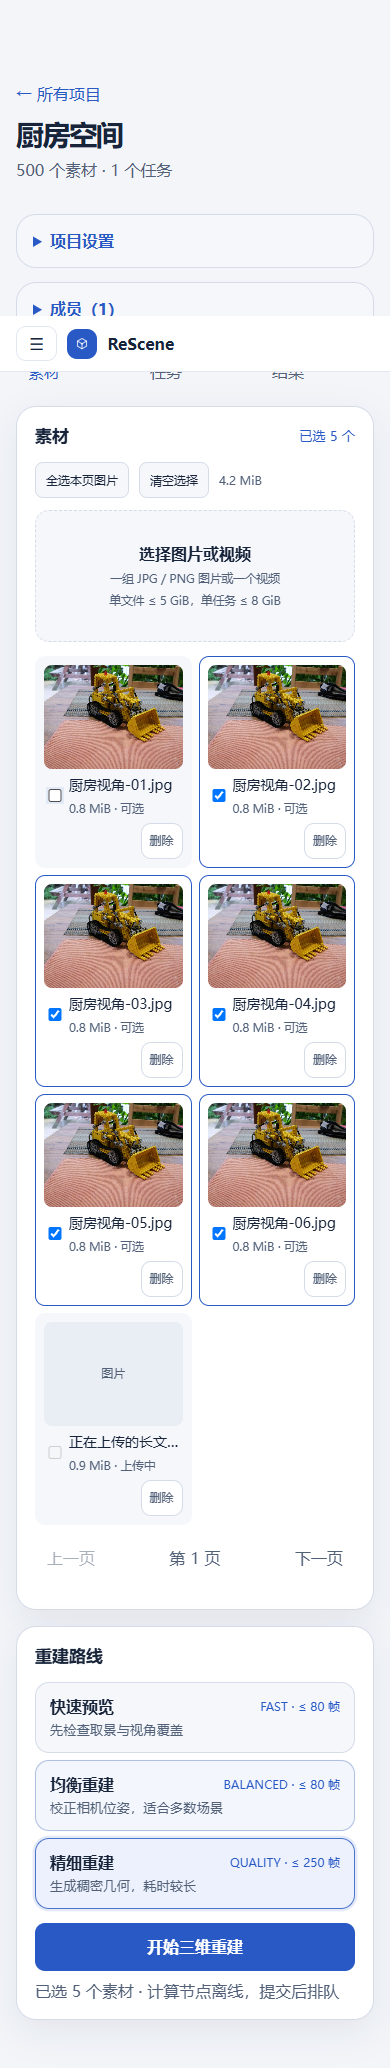 ← 所有项目
厨房空间
500 个素材 · 1 个任务
▶ 项目设置
▶ 成员（1）
☰ ReScene
素材 任务 结果
素材 已选 5 个
全选本页图片 清空选择 4.2 MiB
选择图片或视频
一组 JPG / PNG 图片或一个视频
单文件 ≤ 5 GiB，单任务 ≤ 8 GiB
厨房视角-01.jpg
0.8 MiB · 可选
删除
厨房视角-02.jpg
0.8 MiB · 可选
删除
厨房视角-03.jpg
0.8 MiB · 可选
删除
厨房视角-04.jpg
0.8 MiB · 可选
删除
厨房视角-05.jpg
0.8 MiB · 可选
删除
厨房视角-06.jpg
0.8 MiB · 可选
删除
图片
正在上传的长文...
0.9 MiB · 上传中
删除
上一页 第 1 页 下一页
重建路线
快速预览 FAST · ≤ 80 帧
先检查取景与视角覆盖
均衡重建 BALANCED · ≤ 80 帧
校正相机位姿，适合多数场景
精细重建 QUALITY · ≤ 250 帧
生成稠密几何，耗时较长
开始三维重建
已选 5 个素材 · 计算节点离线，提交后排队